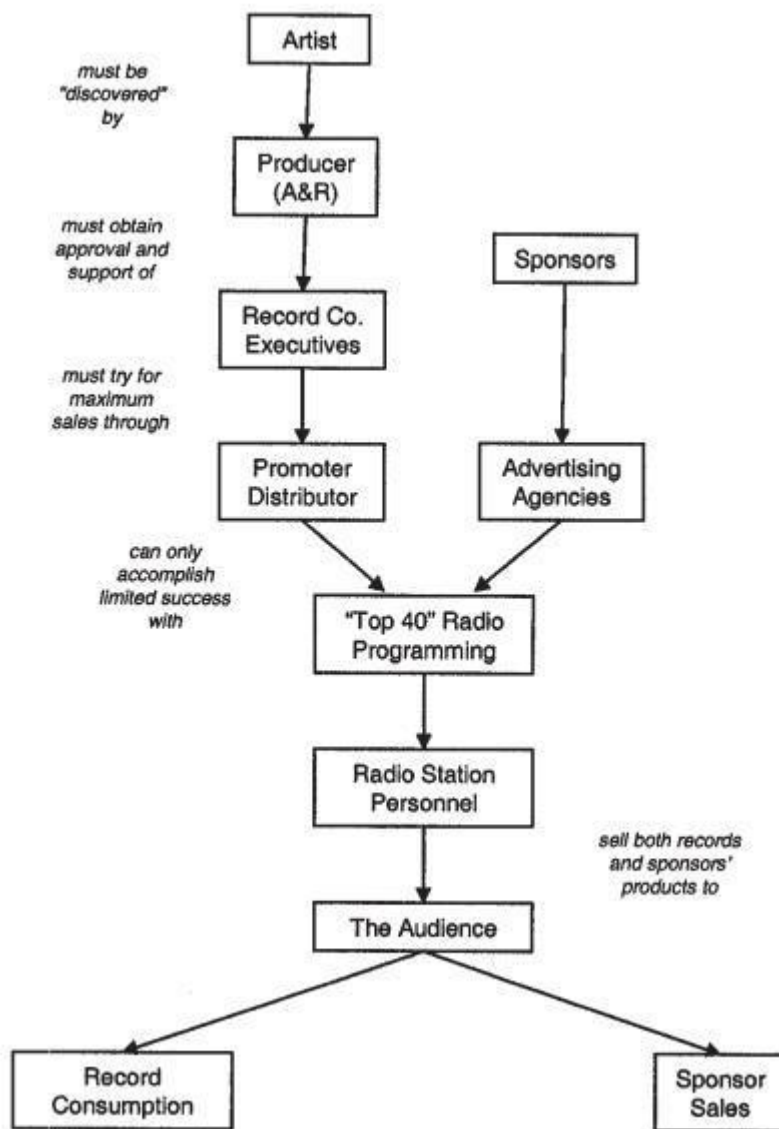 Artist
must be
"discovered"
by
Producer
(A&R)
must obtain
approval and
support of
Sponsors
Record Co.
Executives
must try for
maximum
sales through
Promoter
Distributor
Advertising
Agencies
can only
accomplish
limited success
with
"Top 40" Radio
Programming
Radio Station
Personnel
sell both records
and sponsors'
products to
The Audience
Record
Consumption
Sponsor
Sales